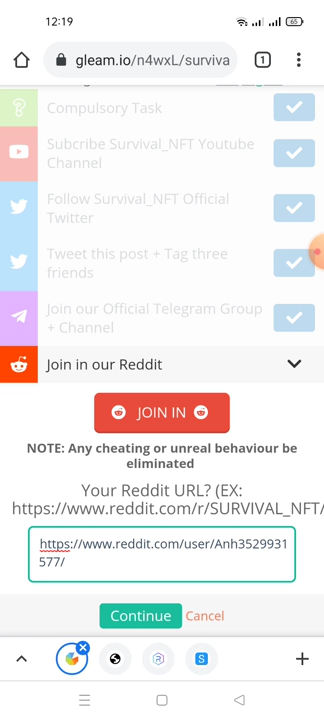 12:19
65
gleam.io/n4wxL/surviva
1
Compulsory Task
Subcribe Survival_NFT Youtube
Channel
Follow Survival_NFT Official
Twitter
Tweet this post + Tag three
friends
Join our Official Telegram Group
+ Channel
Join in our Reddit
JOIN IN
NOTE: Any cheating or unreal behaviour be
eliminated
Your Reddit URL? (EX:
https://www.reddit.com/r/SURVIVAL_NFT/
https://www.reddit.com/user/Anh3529931
577/
Continue Cancel
S